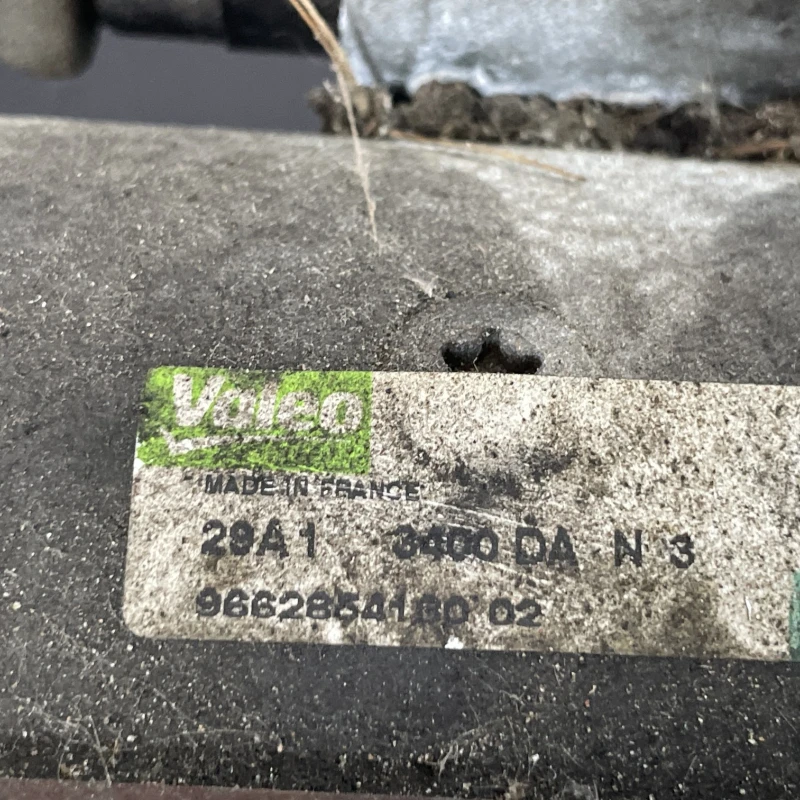 Valeo
MADE IN FRANCE
29A1 3400 DA N 3
9662854180 02